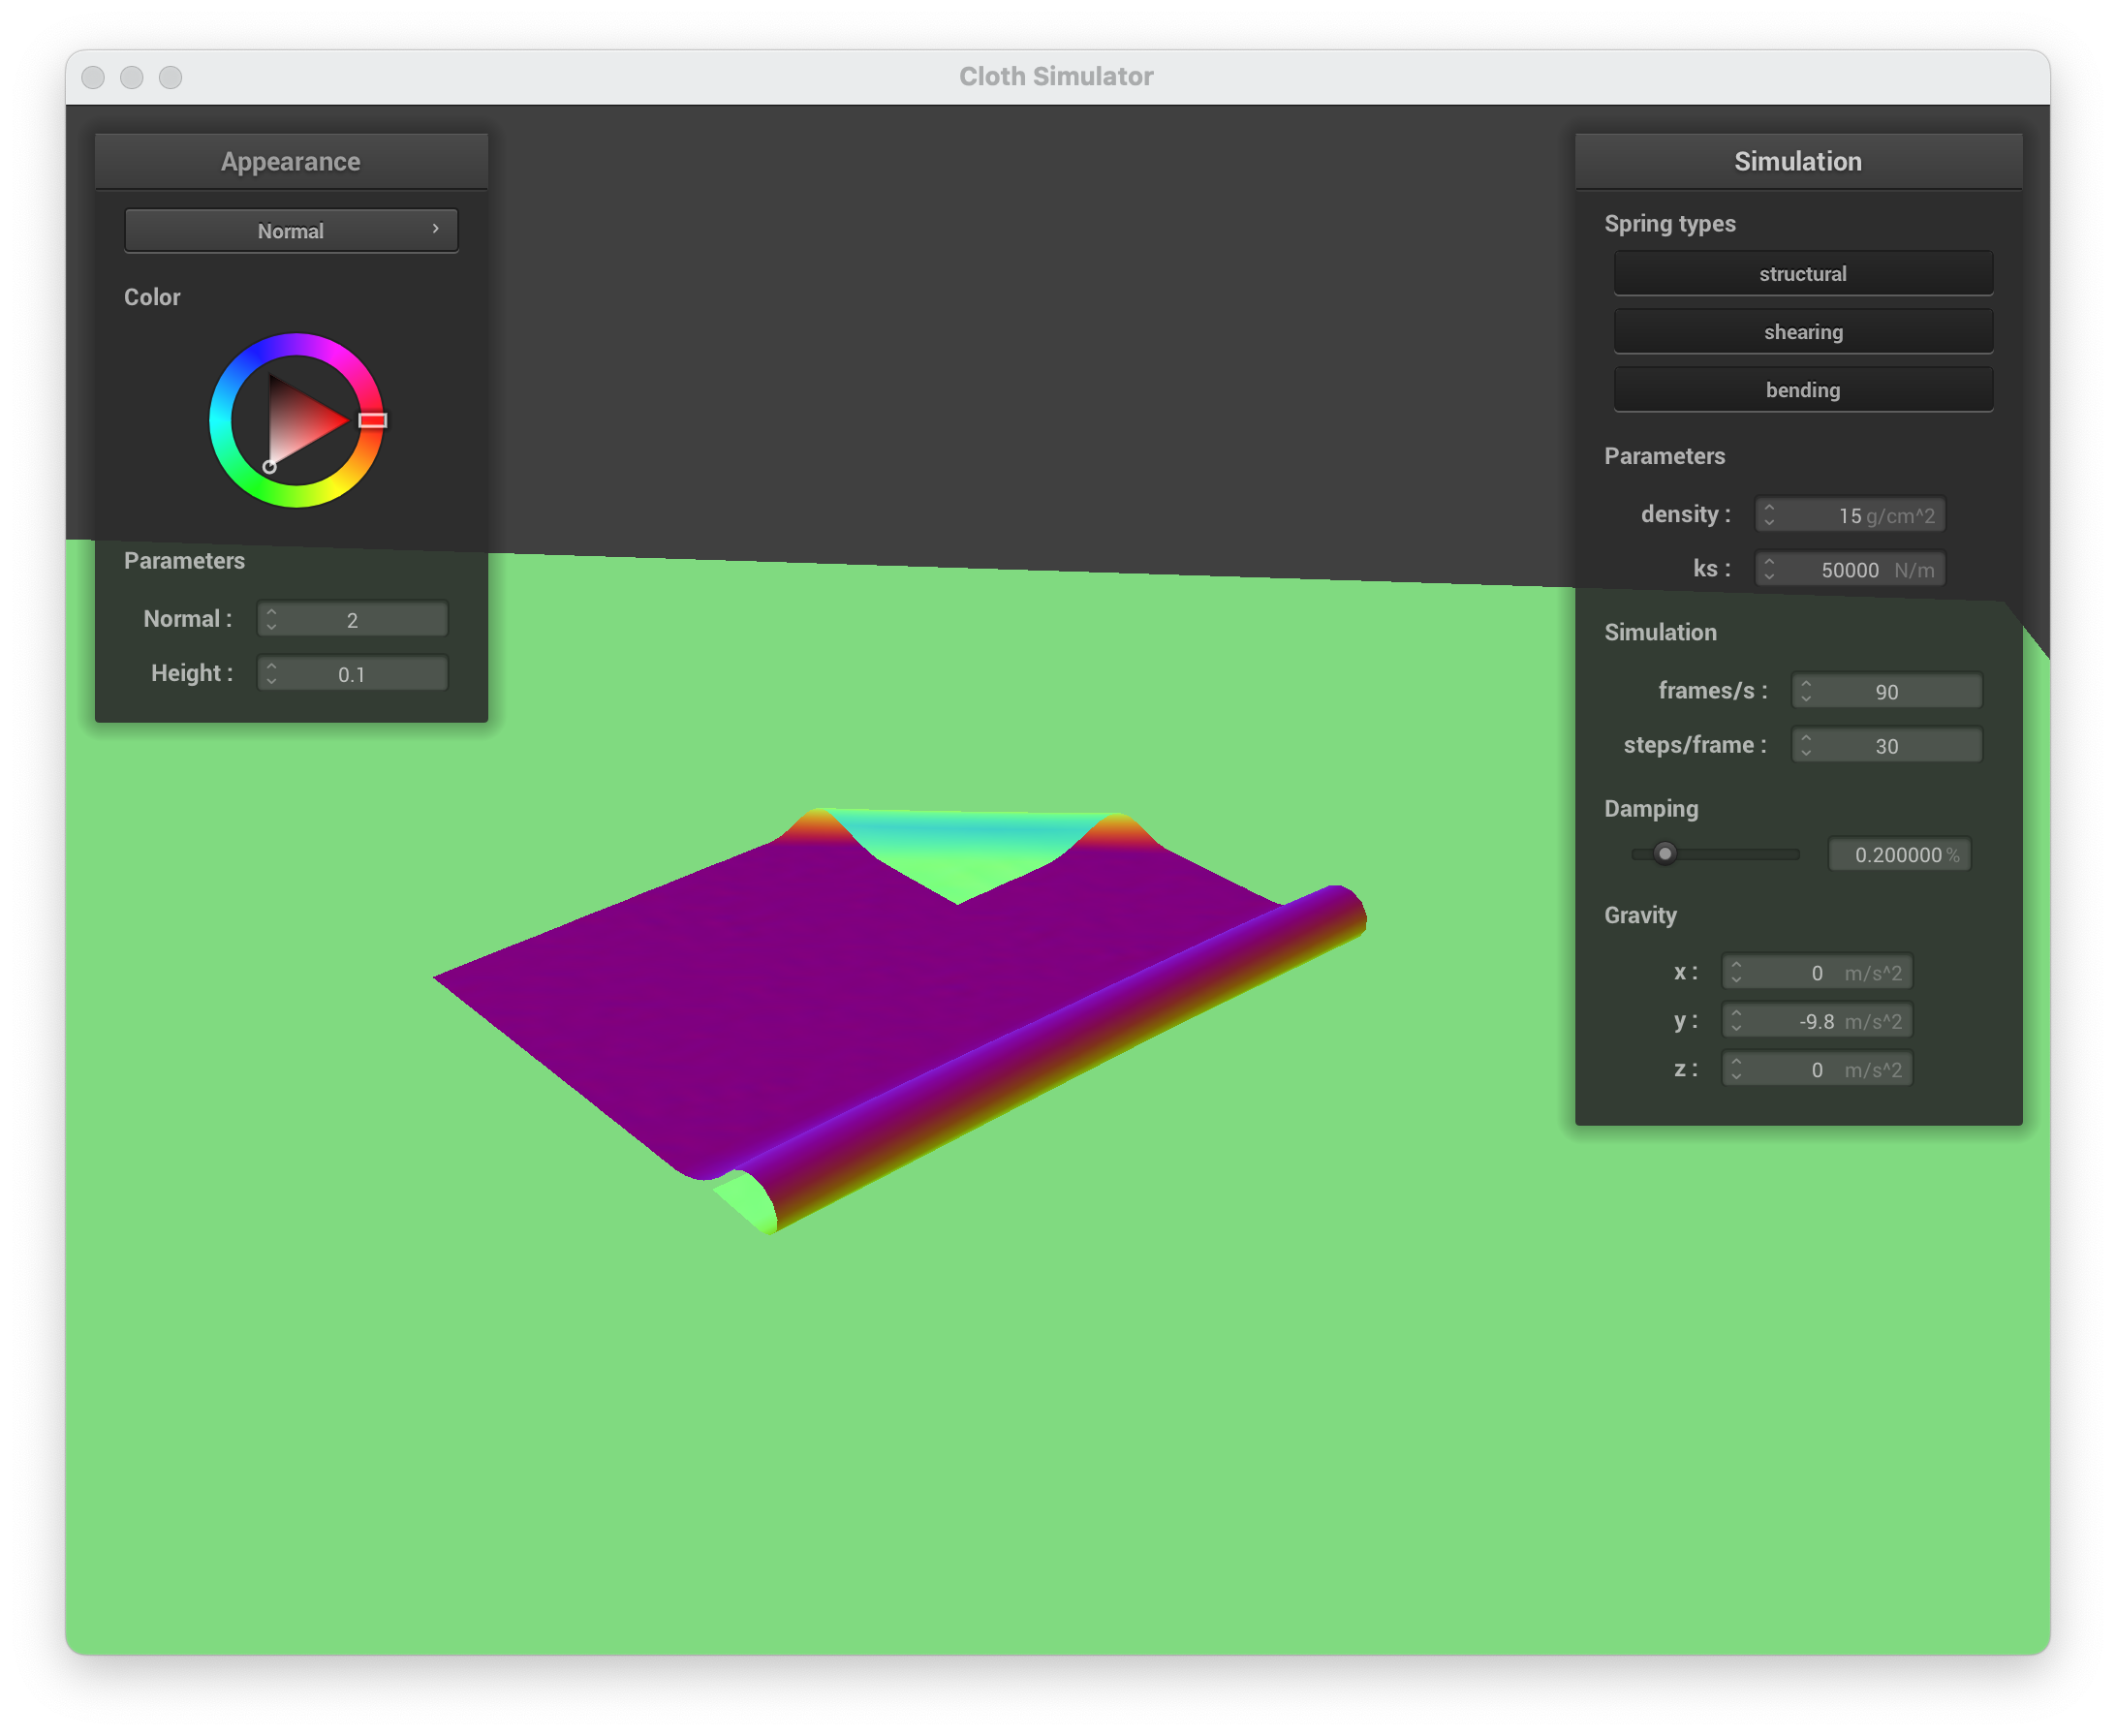 Cloth Simulator
Appearance
Normal
Color
Parameters
Normal : 2
Height : 0.1
Simulation
Spring types
structural
shearing
bending
Parameters
density : 15 g/cm^2
ks : 50000 N/m
Simulation
frames/s : 90
steps/frame : 30
Damping
0.200000 %
Gravity
x : 0 m/s^2
y : -9.8 m/s^2
z : 0 m/s^2